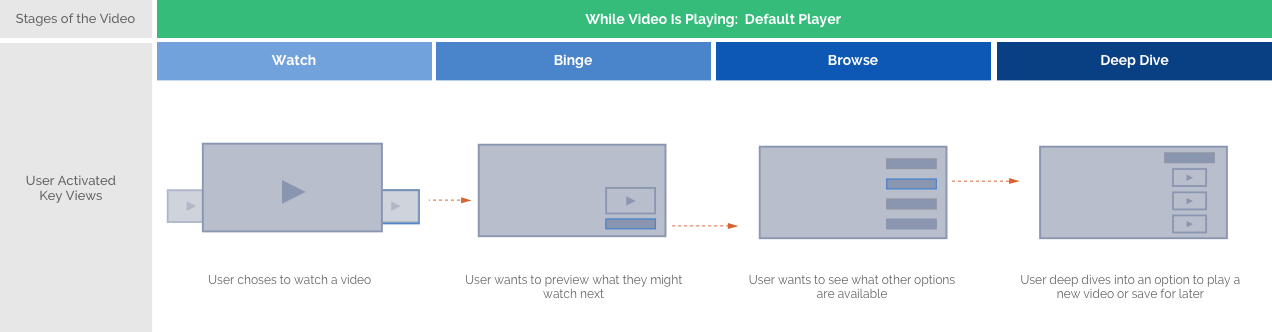 Stages of the Video
While Video Is Playing: Default Player
Watch
Binge
Browse
Deep Dive
User Activated
Key Views
User choses to watch a video
User wants to preview what they might
watch next
User wants to see what other options
are available
User deep dives into an option to play a
new video or save for later